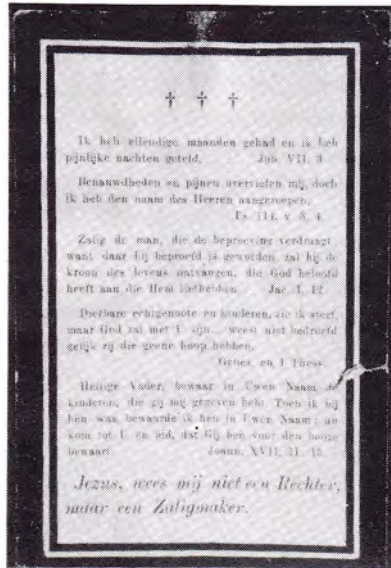 † † †
Ik heb ellendige maanden gehad en ik heb
pijnlijke nachten geteld. Job. VII, 3
Benauwdheden en pijnen overvielen mij, doch
ik heb den naam des Heeren aangeroepen.
Ps. 114, v. 3, 4.
Zalig de man, die de beproeving verdraagt
want daar hij beproefd is geworden, zal hij de
kroon des levens ontvangen, die God beloofd
heeft aan die Hem liefhebben. Jac. I, 12
Dierbare echtgenoote en kinderen, zie ik sterf,
maar God zal met U zijn... weest niet bedroefd
gelijk zij die geene hoop hebben.
Genes. en I Thess
Heilige Vader, bewaar in Uwen Naam de
kinderen, die gij mij gegeven hebt. Toen ik bij
hen was, bewaarde ik hen in Uwen Naam; nu
kom tot U en bid, dat Gij hen voor den booze
bewaart. Joann. XVII, 11.
Jezus, wees mij niet een Rechter,
maar een Zaligmaker.